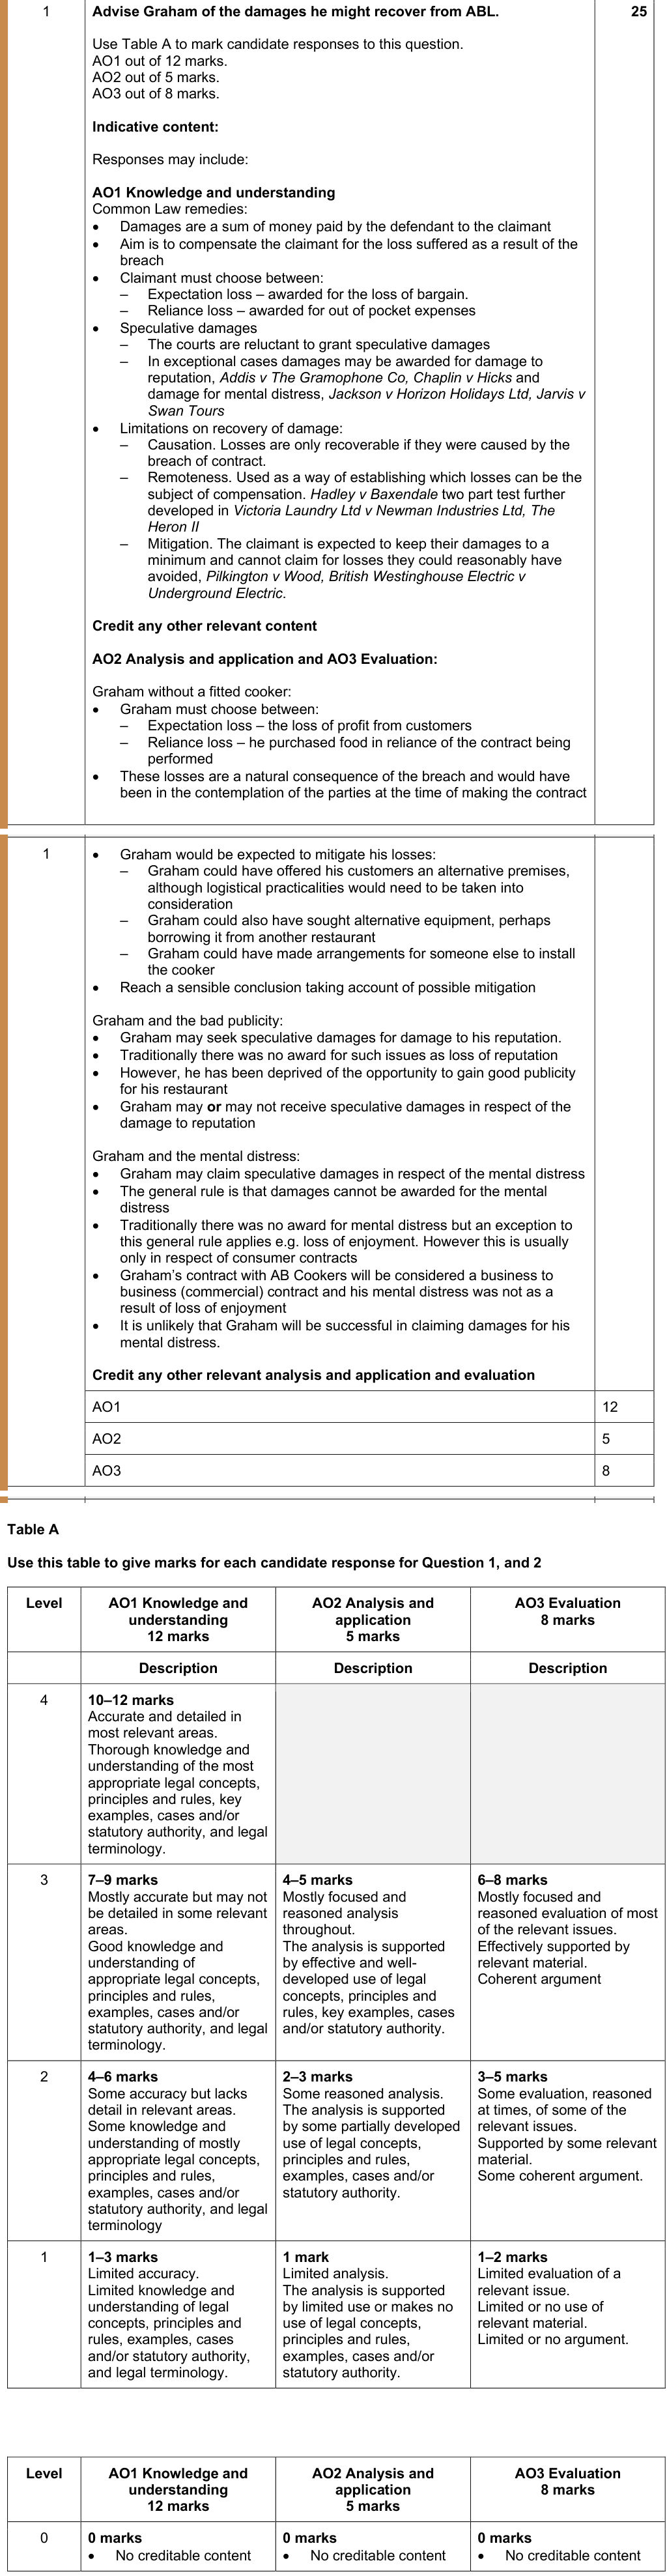 1
Advise Graham of the damages he might recover from ABL.
25
Use Table A to mark candidate responses to this question.
AO1 out of 12 marks.
AO2 out of 5 marks.
AO3 out of 8 marks.
Indicative content:
Responses may include:
AO1 Knowledge and understanding
Common Law remedies:
• Damages are a sum of money paid by the defendant to the claimant
• Aim is to compensate the claimant for the loss suffered as a result of the
breach
• Claimant must choose between:
– Expectation loss – awarded for the loss of bargain.
– Reliance loss – awarded for out of pocket expenses
• Speculative damages
– The courts are reluctant to grant speculative damages
– In exceptional cases damages may be awarded for damage to
reputation, Addis v The Gramophone Co, Chaplin v Hicks and
damage for mental distress, Jackson v Horizon Holidays Ltd, Jarvis v
Swan Tours
• Limitations on recovery of damage:
– Causation. Losses are only recoverable if they were caused by the
breach of contract.
– Remoteness. Used as a way of establishing which losses can be the
subject of compensation. Hadley v Baxendale two part test further
developed in Victoria Laundry Ltd v Newman Industries Ltd, The
Heron II
– Mitigation. The claimant is expected to keep their damages to a
minimum and cannot claim for losses they could reasonably have
avoided, Pilkington v Wood, British Westinghouse Electric v
Underground Electric.
Credit any other relevant content
AO2 Analysis and application and AO3 Evaluation:
Graham without a fitted cooker:
• Graham must choose between:
– Expectation loss – the loss of profit from customers
– Reliance loss – he purchased food in reliance of the contract being
performed
• These losses are a natural consequence of the breach and would have
been in the contemplation of the parties at the time of making the contract
1
• Graham would be expected to mitigate his losses:
– Graham could have offered his customers an alternative premises,
although logistical practicalities would need to be taken into
consideration
– Graham could also have sought alternative equipment, perhaps
borrowing it from another restaurant
– Graham could have made arrangements for someone else to install
the cooker
• Reach a sensible conclusion taking account of possible mitigation
Graham and the bad publicity:
• Graham may seek speculative damages for damage to his reputation.
• Traditionally there was no award for such issues as loss of reputation
• However, he has been deprived of the opportunity to gain good publicity
for his restaurant
• Graham may or may not receive speculative damages in respect of the
damage to reputation
Graham and the mental distress:
• Graham may claim speculative damages in respect of the mental distress
• The general rule is that damages cannot be awarded for the mental
distress
• Traditionally there was no award for mental distress but an exception to
this general rule applies e.g. loss of enjoyment. However this is usually
only in respect of consumer contracts
• Graham's contract with AB Cookers will be considered a business to
business (commercial) contract and his mental distress was not as a
result of loss of enjoyment
• It is unlikely that Graham will be successful in claiming damages for his
mental distress.
Credit any other relevant analysis and application and evaluation
AO1 12
AO2 5
AO3 8
Table A
Use this table to give marks for each candidate response for Question 1, and 2
Level
AO1 Knowledge and
understanding
12 marks
AO2 Analysis and
application
5 marks
AO3 Evaluation
8 marks
Description
Description
Description
4
10–12 marks
Accurate and detailed in
most relevant areas.
Thorough knowledge and
understanding of the most
appropriate legal concepts,
principles and rules, key
examples, cases and/or
statutory authority, and legal
terminology.
3
7–9 marks
Mostly accurate but may not
be detailed in some relevant
areas.
Good knowledge and
understanding of
appropriate legal concepts,
principles and rules,
examples, cases and/or
statutory authority, and legal
terminology.
4–5 marks
Mostly focused and
reasoned analysis
throughout.
The analysis is supported
by effective and well-
developed use of legal
concepts, principles and
rules, key examples, cases
and/or statutory authority.
6–8 marks
Mostly focused and
reasoned evaluation of most
of the relevant issues.
Effectively supported by
relevant material.
Coherent argument
2
4–6 marks
Some accuracy but lacks
detail in relevant areas.
Some knowledge and
understanding of mostly
appropriate legal concepts,
principles and rules,
examples, cases and/or
statutory authority, and legal
terminology
2–3 marks
Some reasoned analysis.
The analysis is supported
by some partially developed
use of legal concepts,
principles and rules,
examples, cases and/or
statutory authority.
3–5 marks
Some evaluation, reasoned
at times, of some of the
relevant issues.
Supported by some relevant
material.
Some coherent argument.
1
1–3 marks
Limited accuracy.
Limited knowledge and
understanding of legal
concepts, principles and
rules, examples, cases
and/or statutory authority,
and legal terminology.
1 mark
Limited analysis.
The analysis is supported
by limited use or makes no
use of legal concepts,
principles and rules,
examples, cases and/or
statutory authority.
1–2 marks
Limited evaluation of a
relevant issue.
Limited or no use of
relevant material.
Limited or no argument.
Level
AO1 Knowledge and
understanding
12 marks
AO2 Analysis and
application
5 marks
AO3 Evaluation
8 marks
0
0 marks
• No creditable content
0 marks
• No creditable content
0 marks
• No creditable content